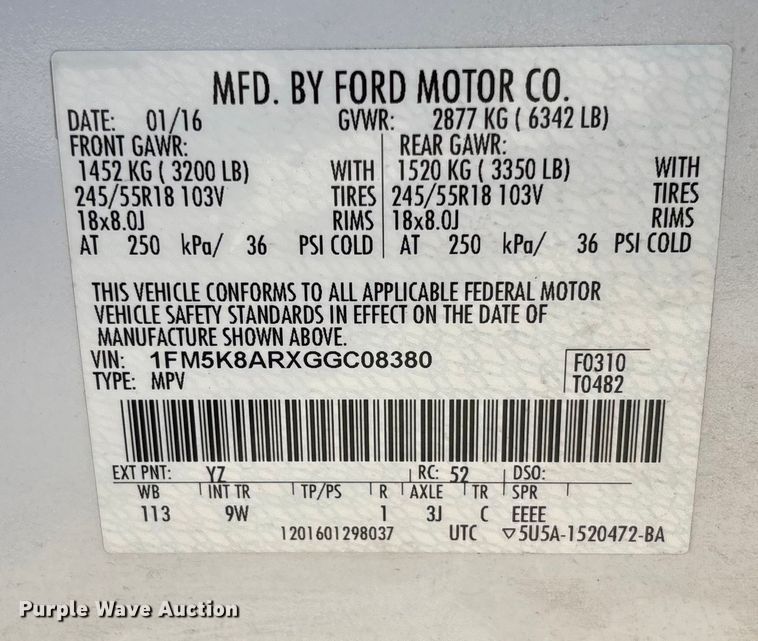 MFD. BY FORD MOTOR CO.
DATE: 01/16 GVWR: 2877 KG ( 6342 LB)
FRONT GAWR: REAR GAWR:
1452 KG ( 3200 LB) WITH 1520 KG ( 3350 LB) WITH
245/55R18 103V TIRES 245/55R18 103V TIRES
18x8.0J RIMS 18x8.0J RIMS
AT 250 kPa/ 36 PSI COLD AT 250 kPa/ 36 PSI COLD
THIS VEHICLE CONFORMS TO ALL APPLICABLE FEDERAL MOTOR
VEHICLE SAFETY STANDARDS IN EFFECT ON THE DATE OF
MANUFACTURE SHOWN ABOVE.
VIN: 1FM5K8ARXGGC08380 F0310
TYPE: MPV T0482
EXT PNT: YZ RC: 52 DSO:
WB INT TR TP/PS R AXLE TR SPR
113 9W 1 3J C EEEE
1201601298037 UTC ▽5U5A-1520472-BA
Purple Wave Auction